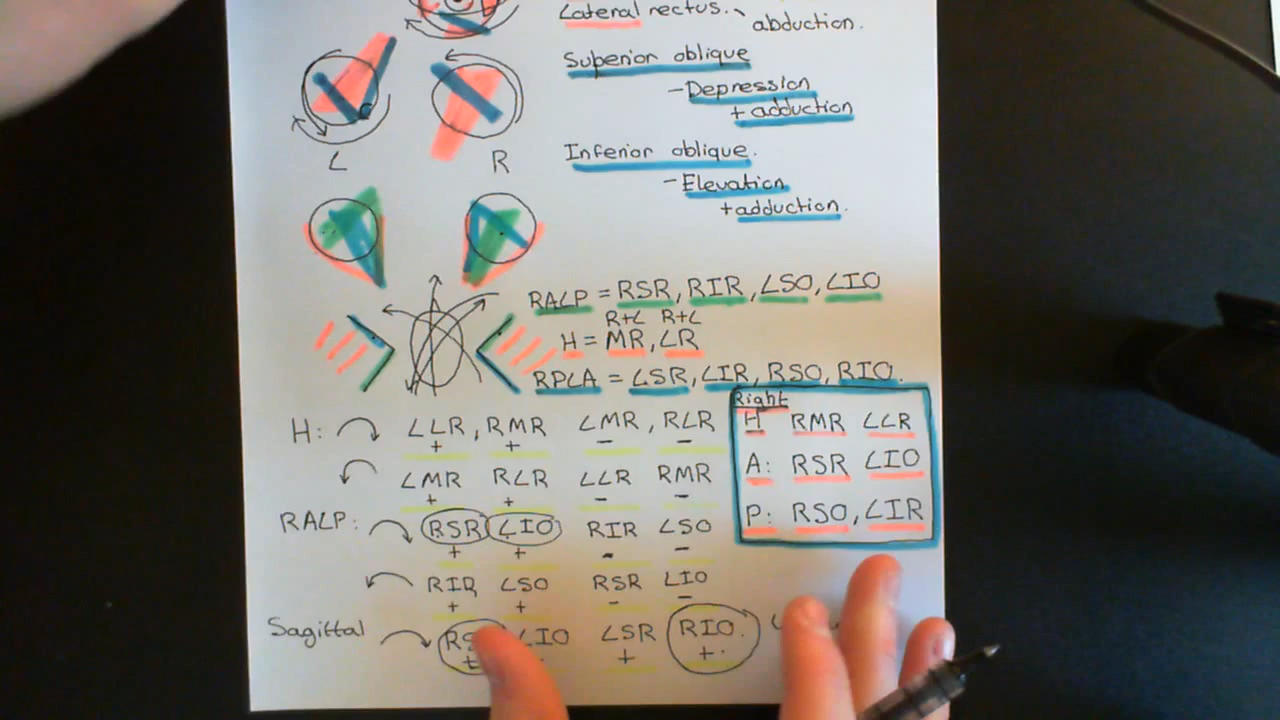 Lateral rectus.
abduction.
Superior oblique
- Depression
+ adduction
Inferior oblique.
- Elevation
+ adduction.
L R
RALP = RSR, RIR, LSO, LIO
R+L R+L
H = MR, LR
RPLA = LSR, LIR, RSO, RIO.
Right
H RMR LLR
A: RSR LIO
P: RSO, LIR
H: LLR, RMR LMR, RLR
+ + - -
LMR RLR LLR RMR
+ + - -
RALP: RSR LIO RIR LSO
+ + - -
RIR LSO RSR LIO
+ + - -
Sagittal LIO LSR RIO.
+ +.